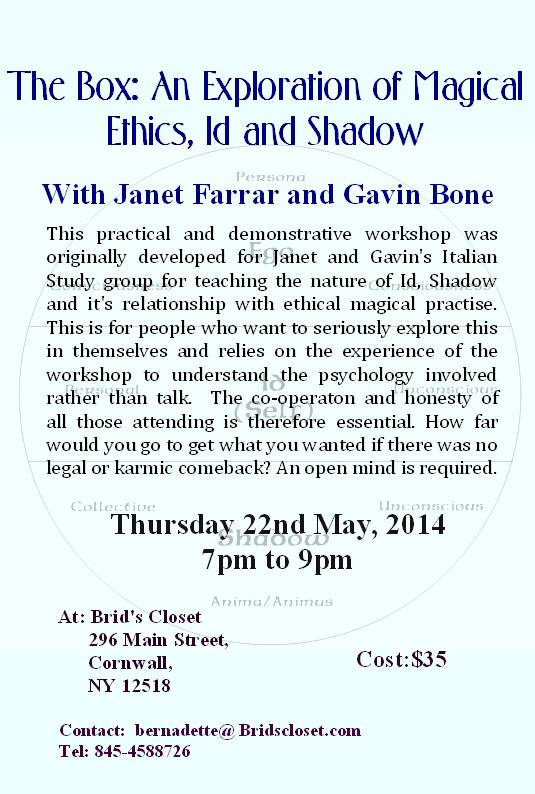 The Box: An Exploration of Magical
Ethics, Id and Shadow
Persona
With Janet Farrar and Gavin Bone
This practical and demonstrative workshop was
Ego
originally developed for Janet and Gavin's Italian
Study group for teaching the nature of Id, Shadow
Consciousness Consciousness
and it's relationship with ethical magical practise.
This is for people who want to seriously explore this
in themselves and relies on the experience of the
workshop to understand the psychology involved
Id
Personal Unconscious
rather than talk. The co-operaton and honesty of
(Self)
all those attending is therefore essential. How far
would you go to get what you wanted if there was no
legal or karmic comeback? An open mind is required.
Collective Unconscious
Thursday 22nd May, 2014
Shadow
7pm to 9pm
Anima/Animus
At: Brid's Closet
296 Main Street,
Cornwall,
NY 12518
Cost:$35
Contact: bernadette@Bridscloset.com
Tel: 845-4588726